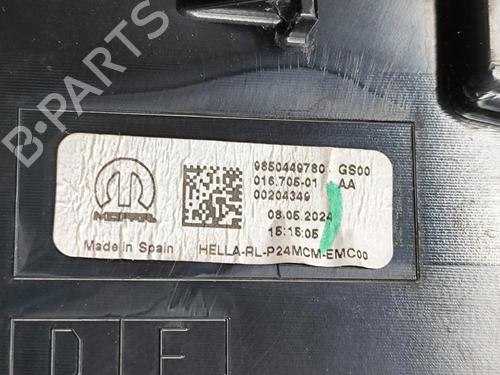 B-PARTS
9850449780 GS00
016.705-01 AA
00204349
08.05.2024
15:15:05
MOPAR
Made in Spain HELLA-RL-P24MCM-EMC00
D E